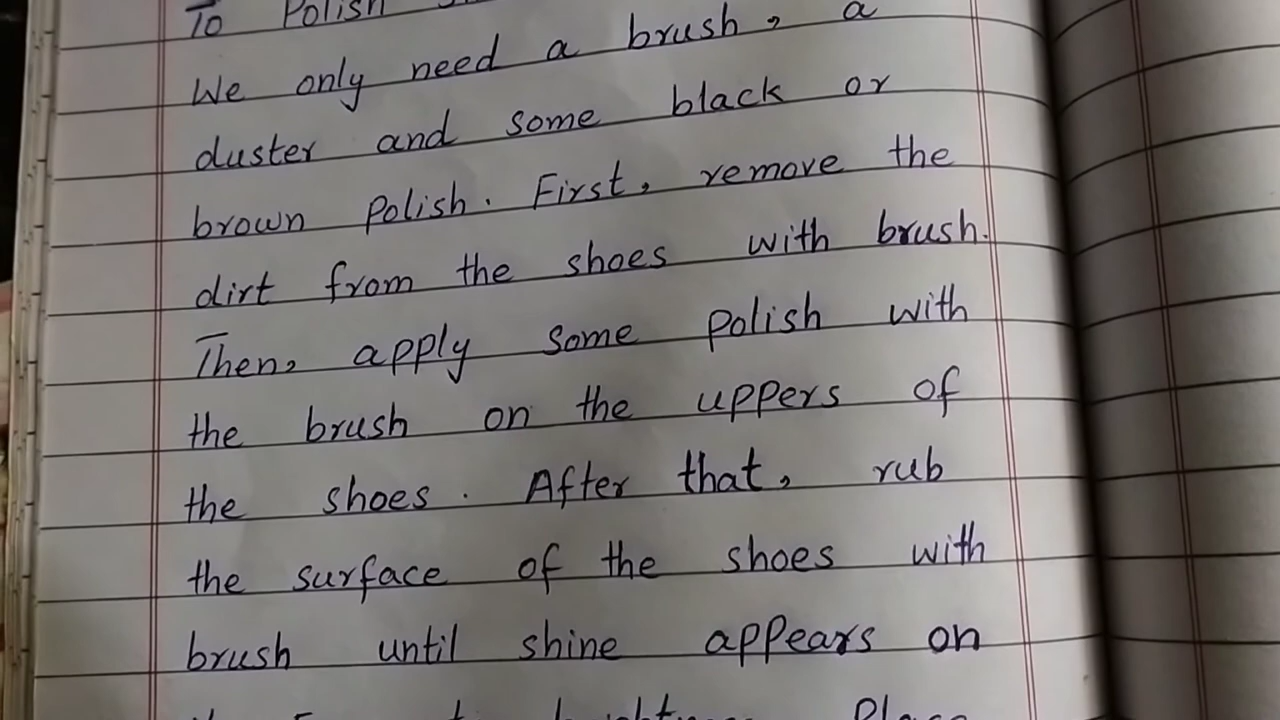 To Polish
We only need a brush, a
duster and some black or
brown polish. First, remove the
dirt from the shoes with brush.
Then, apply some polish with
the brush on the uppers of
the shoes. After that, rub
the surface of the shoes with
brush until shine appears on